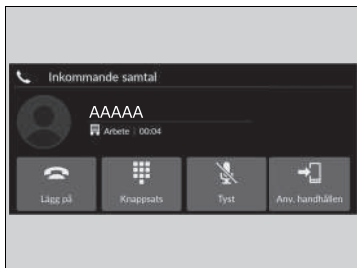 Inkommande samtal
AAAAA
Arbete 00:04
Lägg på
Knappsats
Tyst
Anv. handhållen